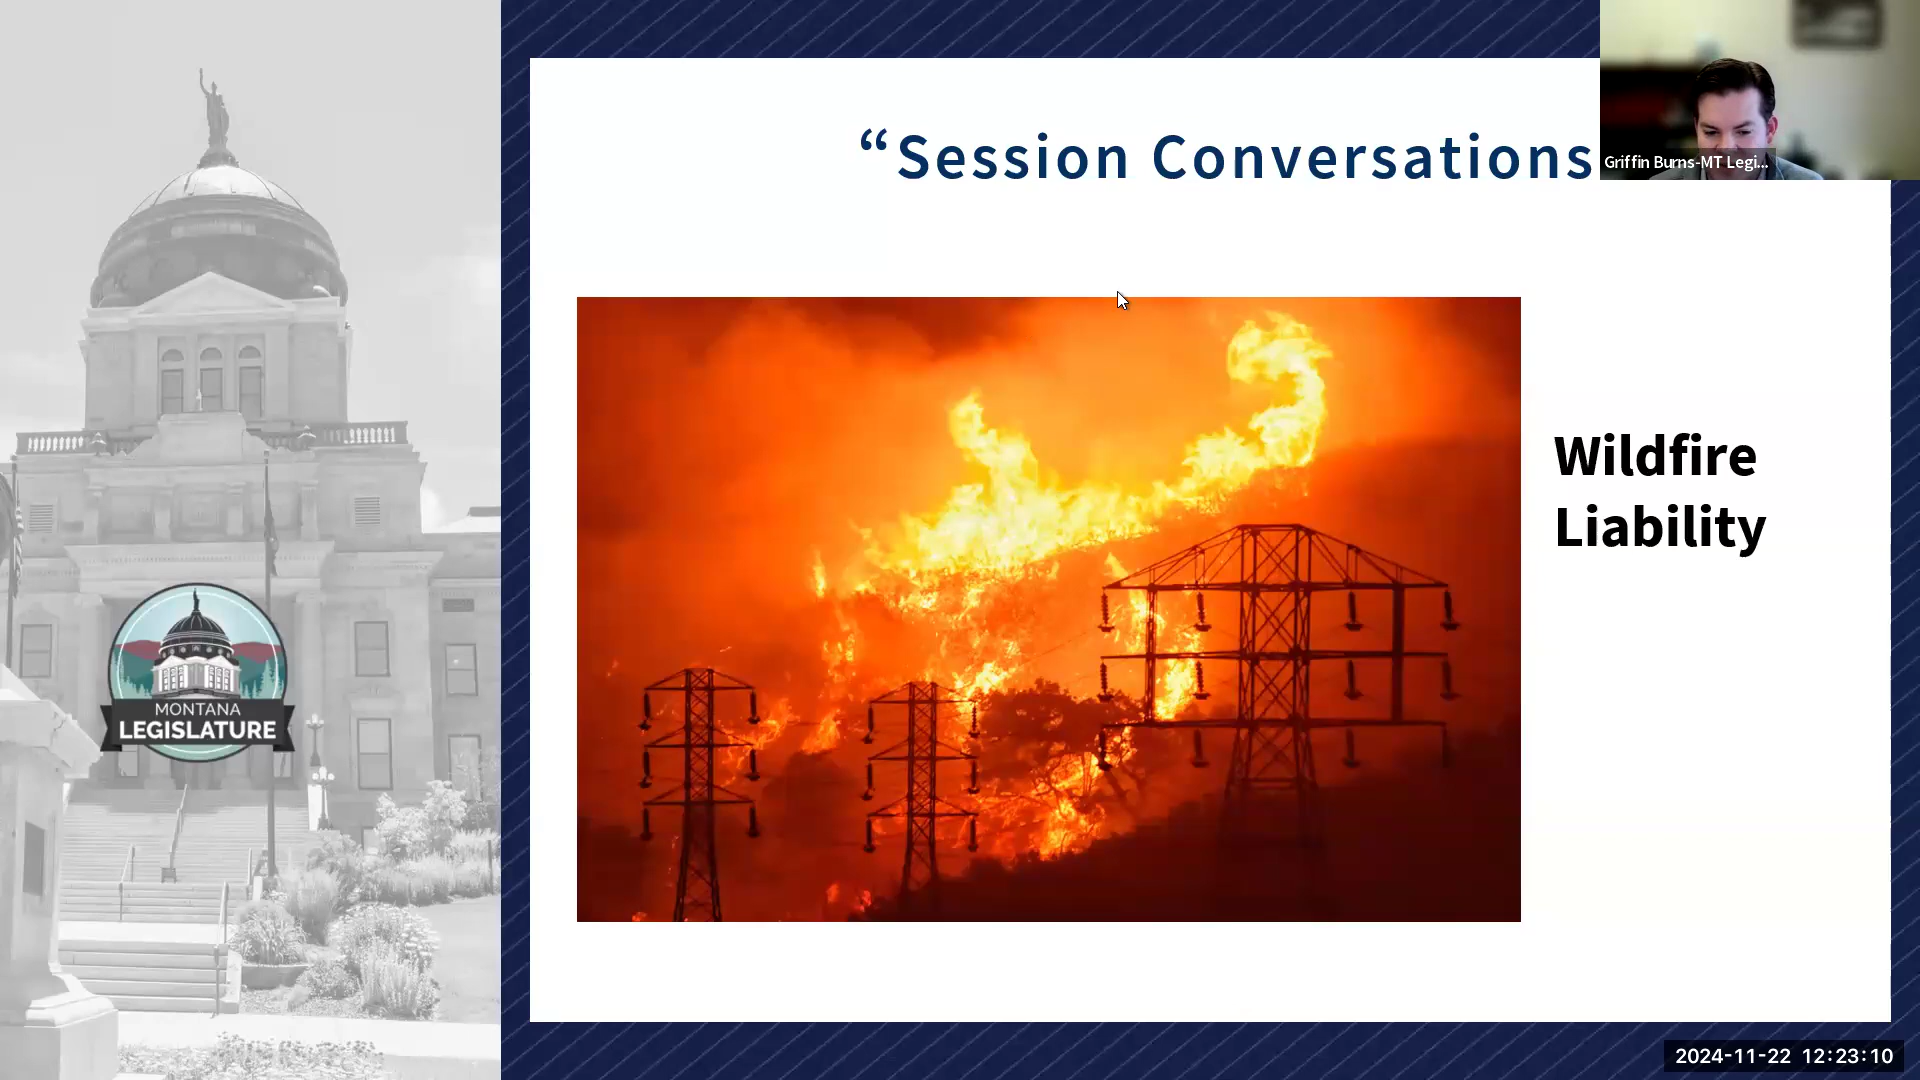 “Session Conversations
Griffin Burns-MT Legi...
Wildfire
Liability
MONTANA
LEGISLATURE
2024-11-22 12:23:10